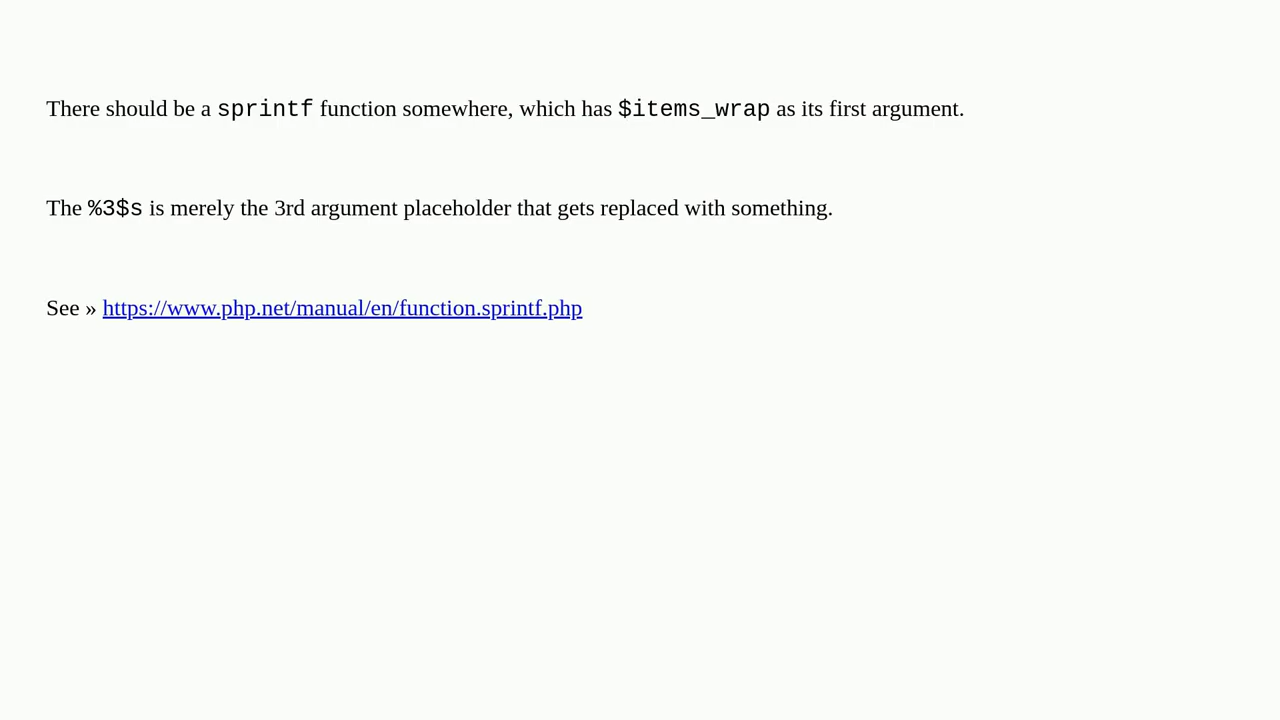 There should be a sprintf function somewhere, which has $items_wrap as its first argument.
The %3$s is merely the 3rd argument placeholder that gets replaced with something.
See » https://www.php.net/manual/en/function.sprintf.php